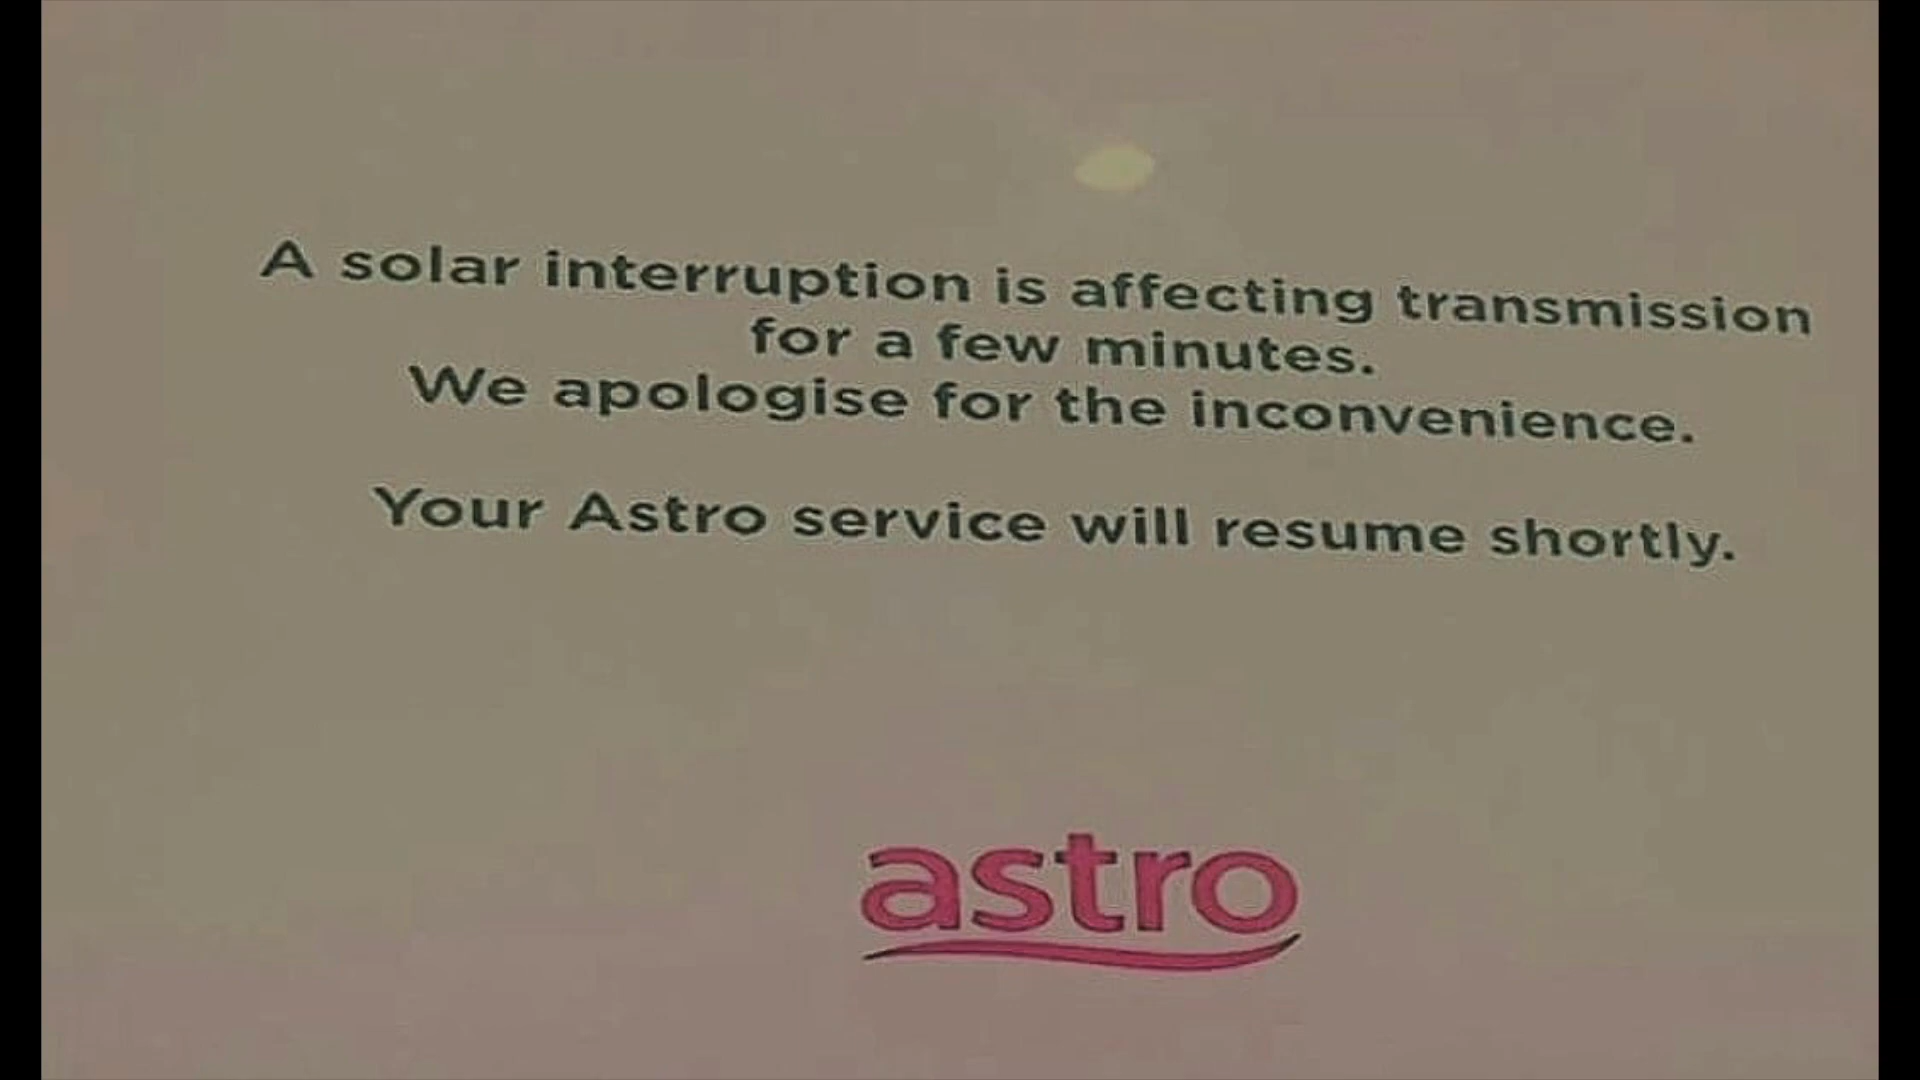 A solar interruption is affecting transmission
for a few minutes.
We apologise for the inconvenience.
Your Astro service will resume shortly.
astro